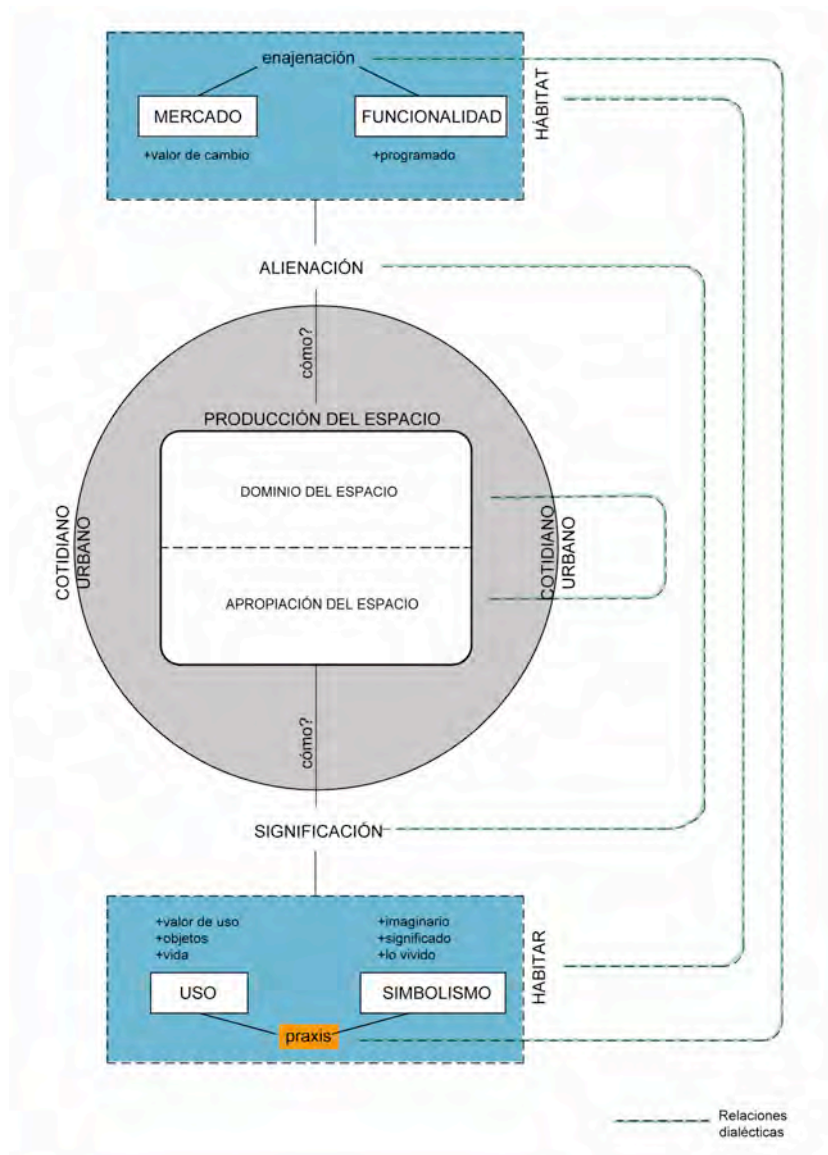 enajenación
HÁBITAT
MERCADO
FUNCIONALIDAD
+valor de cambio
+programado
ALIENACIÓN
cómo?
PRODUCCIÓN DEL ESPACIO
DOMINIO DEL ESPACIO
COTIDIANO
URBANO
COTIDIANO
URBANO
APROPIACIÓN DEL ESPACIO
cómo?
SIGNIFICACIÓN
+valor de uso
+objetos
+vida
+imaginario
+significado
+lo vivido
HABITAR
USO
SIMBOLISMO
praxis
Relaciones
dialécticas